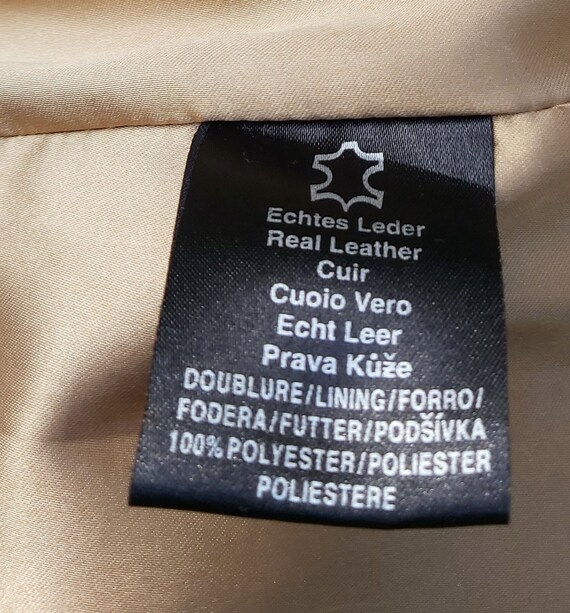 Echtes Leder
Real Leather
Cuir
Cuoio Vero
Echt Leer
Prava Kůže
DOUBLURE/LINING/FORRO/
FODERA/FUTTER/PODŠÍVKA
100% POLYESTER/POLIESTER
POLIESTERE